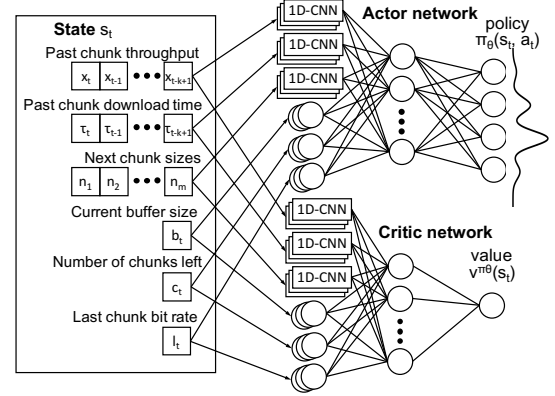 State s_t
Past chunk throughput
x_t x_t-1 ••• x_t-k+1
Past chunk download time
τ_t τ_t-1 ••• τ_t-k+1
Next chunk sizes
n_1 n_2 ••• n_m
Current buffer size
b_t
Number of chunks left
c_t
Last chunk bit rate
l_t
Actor network
1D-CNN
1D-CNN
1D-CNN
policy
π_θ(s_t, a_t)
Critic network
1D-CNN
1D-CNN
1D-CNN
value
v^πθ(s_t)